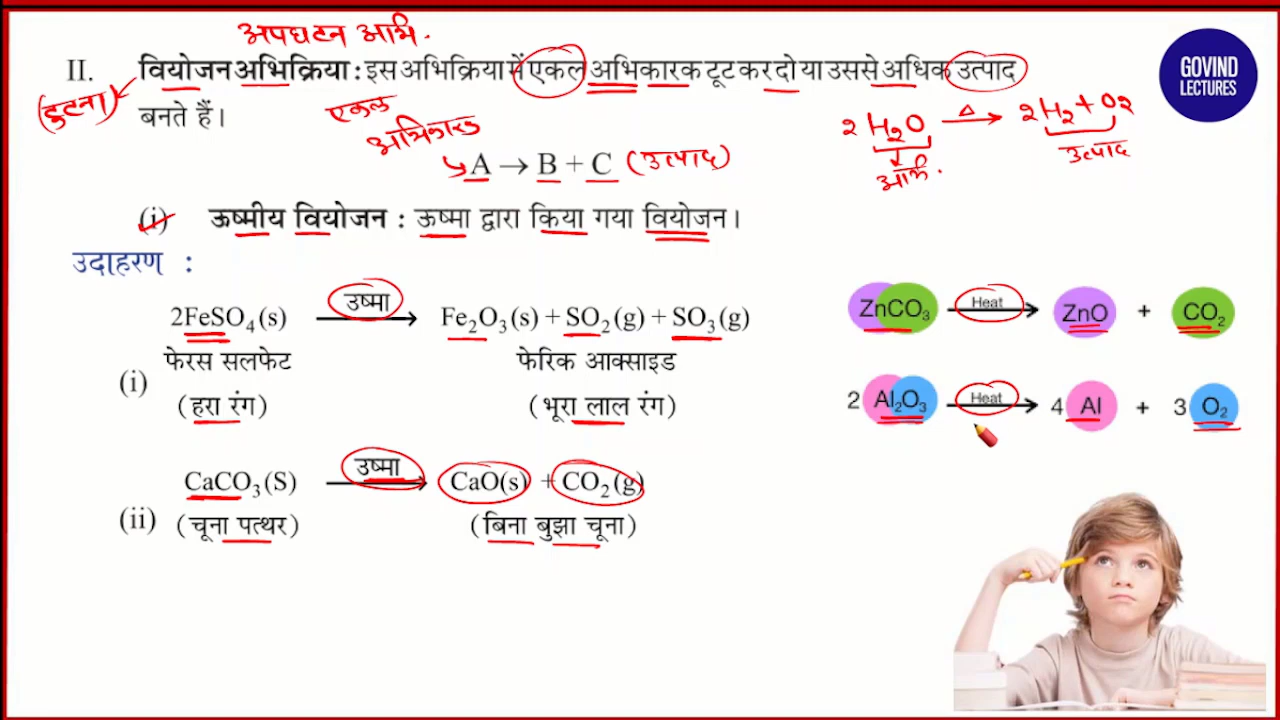 अपघटन अभि.
II. वियोजन अभिक्रिया : इस अभिक्रिया में एकल अभिकारक टूट कर दो या उससे अधिक उत्पाद
बनते हैं।
(टुटना)
एकल
अभिकारक
A → B + C (उत्पाद)
2H₂O —Δ→ 2H₂ + O₂
अभि.
उत्पाद
GOVIND
LECTURES
(i) ऊष्मीय वियोजन : ऊष्मा द्वारा किया गया वियोजन।
उदाहरण :
उष्मा
2FeSO₄(s) → Fe₂O₃(s) + SO₂(g) + SO₃(g)
फेरस सलफेट फेरिक आक्साइड
(i) (हरा रंग) (भूरा लाल रंग)
उष्मा
CaCO₃(S) → CaO(s) + CO₂(g)
(ii) (चूना पत्थर) (बिना बुझा चूना)
Heat
ZnCO₃ → ZnO + CO₂
Heat
2 Al₂O₃ → 4 Al + 3 O₂